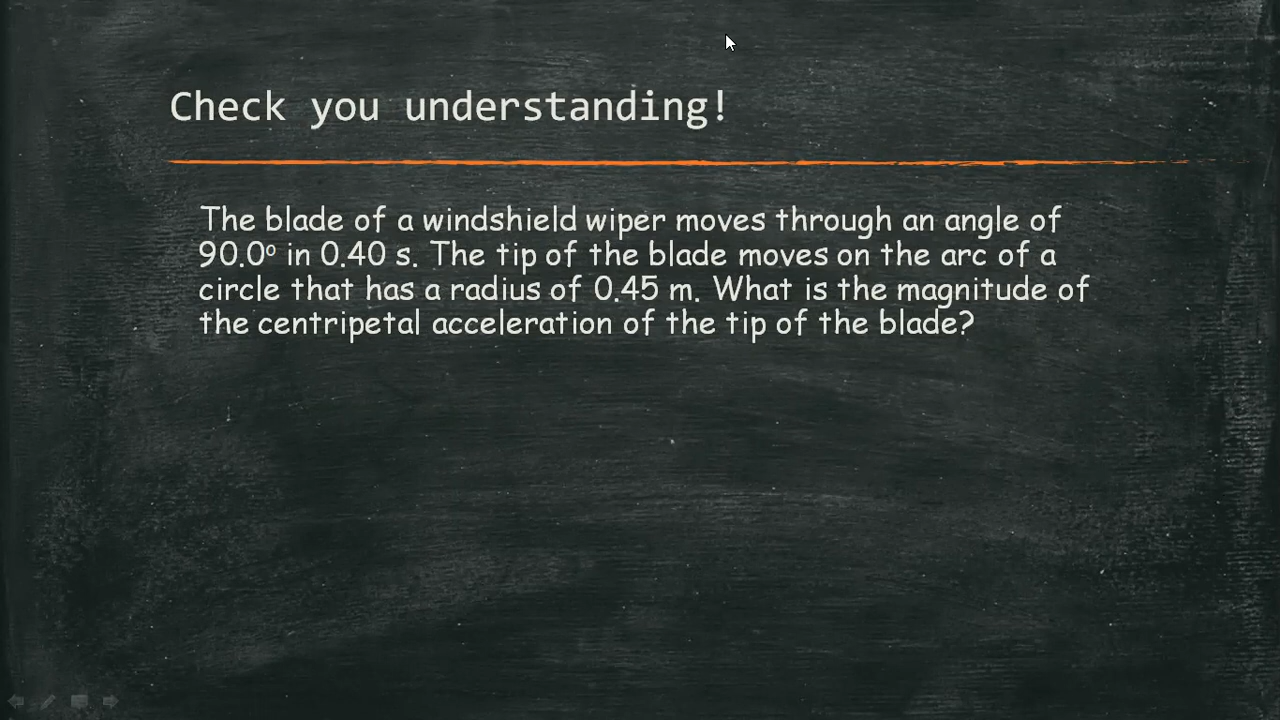 Check you understanding!
The blade of a windshield wiper moves through an angle of
90.0º in 0.40 s. The tip of the blade moves on the arc of a
circle that has a radius of 0.45 m. What is the magnitude of
the centripetal acceleration of the tip of the blade?